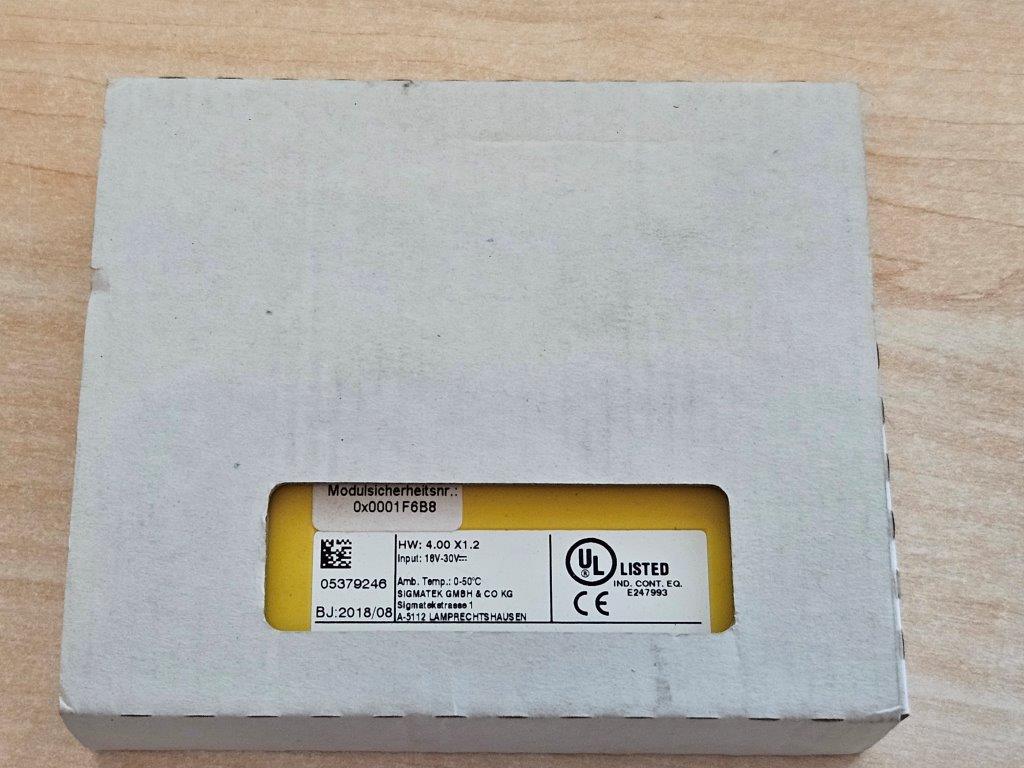 Modulsicherheitsnr.:
0x0001F6B8
HW: 4.00 X1.2
Input: 18V-30V⎓
05379246
Amb. Temp.: 0-50°C
SIGMATEK GMBH & CO KG
Sigmatekstrasse 1
BJ:2018/08
A-5112 LAMPRECHTSHAUSEN
UL
®
LISTED
IND. CONT. EQ.
E247993
CE